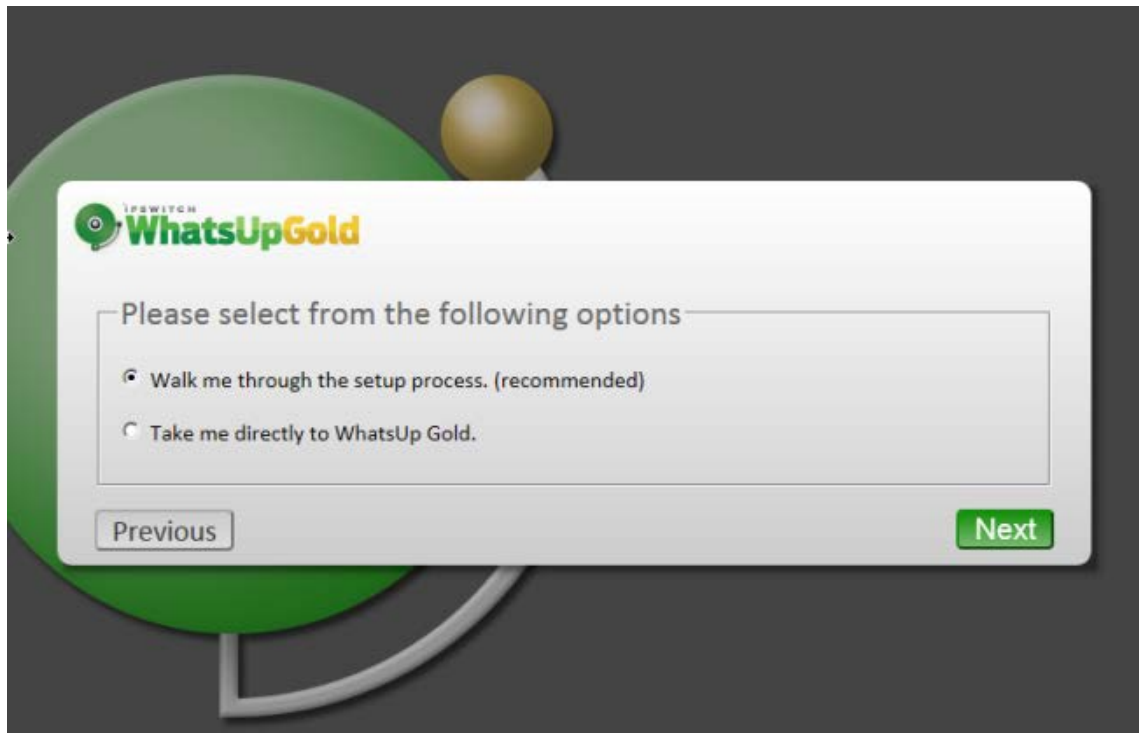 IPSWITCH
WhatsUpGold
Please select from the following options
Walk me through the setup process. (recommended)
Take me directly to WhatsUp Gold.
Previous
Next